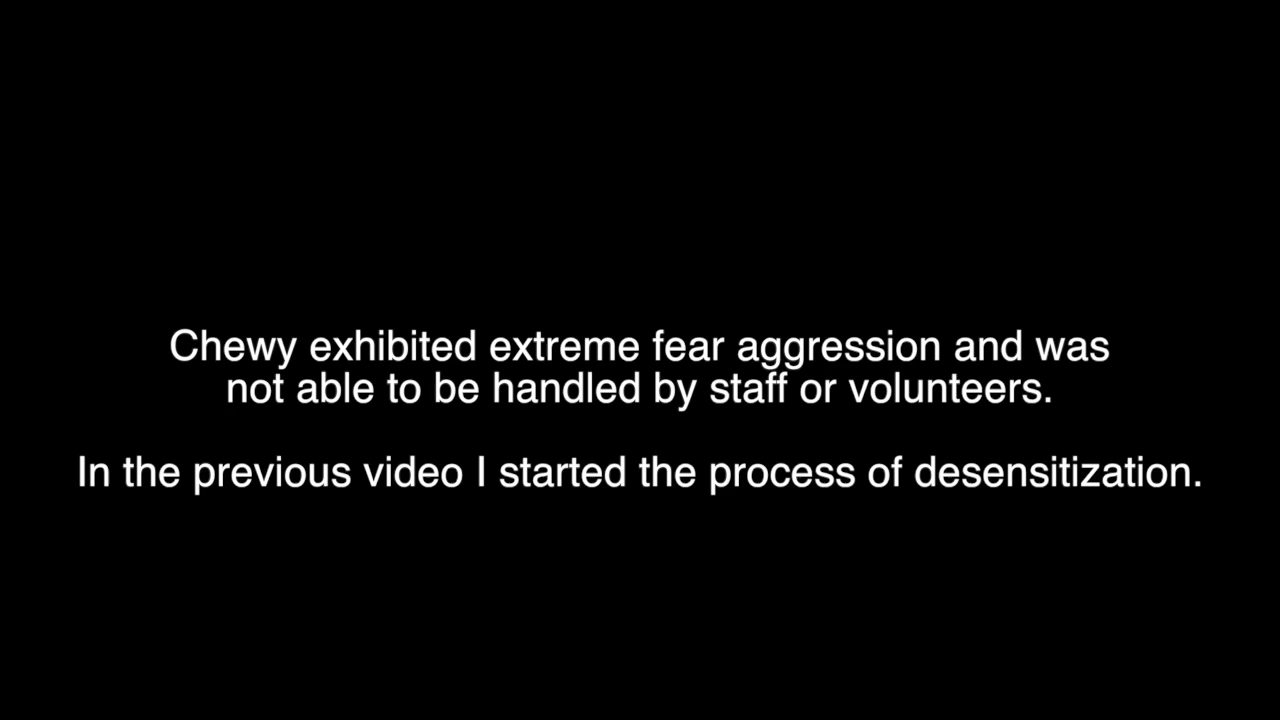 Chewy exhibited extreme fear aggression and was
not able to be handled by staff or volunteers.
In the previous video I started the process of desensitization.